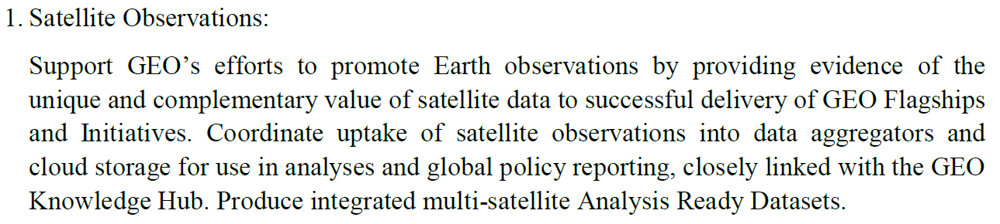 1. Satellite Observations:
Support GEO’s efforts to promote Earth observations by providing evidence of the
unique and complementary value of satellite data to successful delivery of GEO Flagships
and Initiatives. Coordinate uptake of satellite observations into data aggregators and
cloud storage for use in analyses and global policy reporting, closely linked with the GEO
Knowledge Hub. Produce integrated multi-satellite Analysis Ready Datasets.